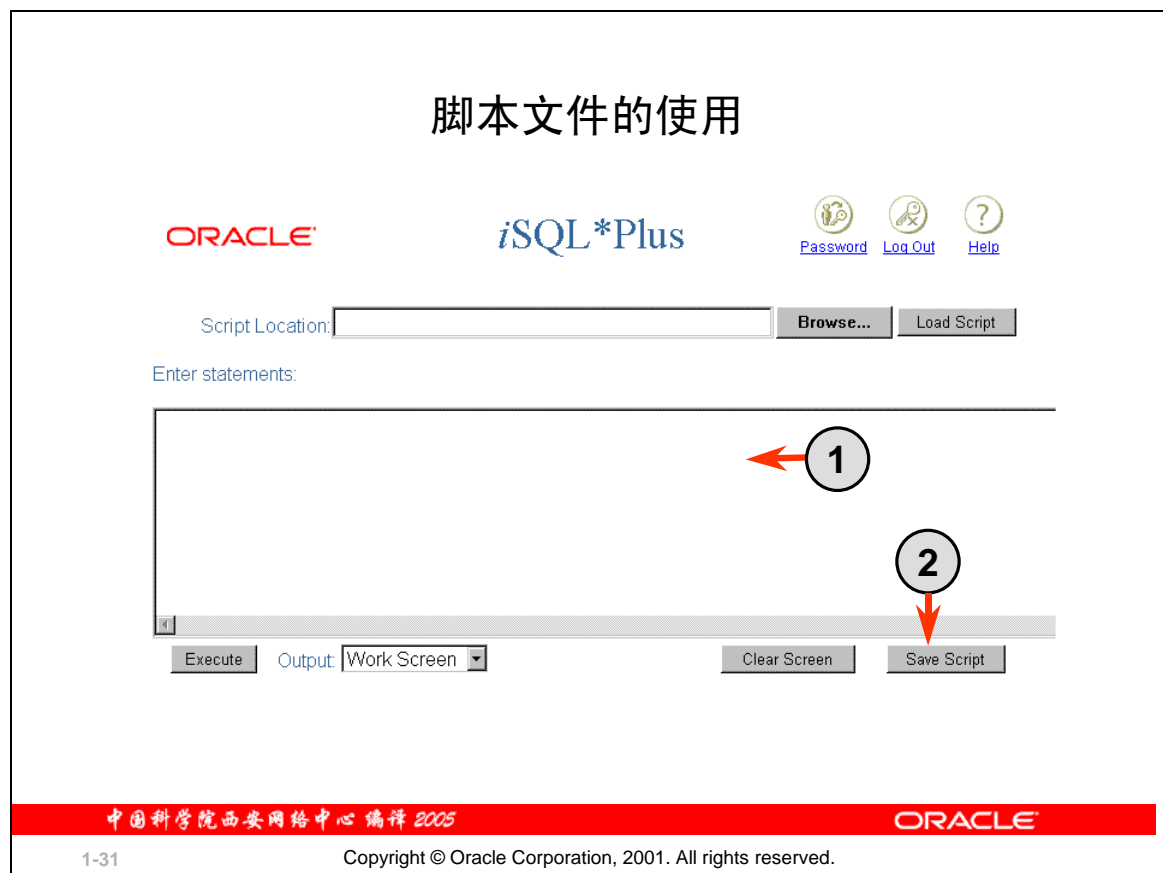 脚本文件的使用
ORACLE
iSQL*Plus
Password Log Out Help
Script Location: Browse... Load Script
Enter statements:
1
2
Execute Output: Work Screen Clear Screen Save Script
中国科学院西安网络中心 编译 2005 ORACLE
1-31 Copyright © Oracle Corporation, 2001. All rights reserved.